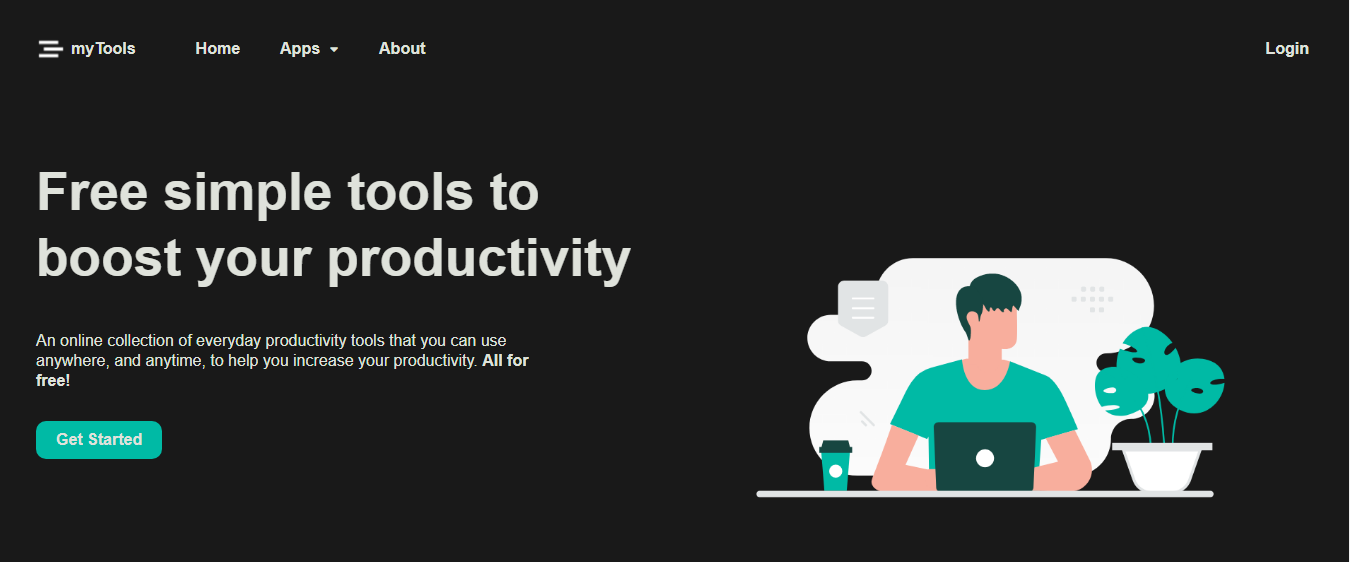 myTools
Home
Apps
About
Login
Free simple tools to
boost your productivity
An online collection of everyday productivity tools that you can use
anywhere, and anytime, to help you increase your productivity. All for
free!
Get Started